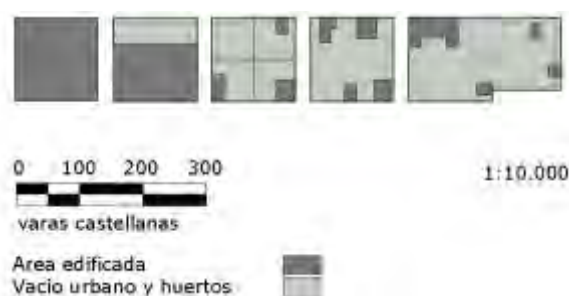 0 100 200 300
1:10.000
varas castellanas
Area edificada
Vacio urbano y huertos